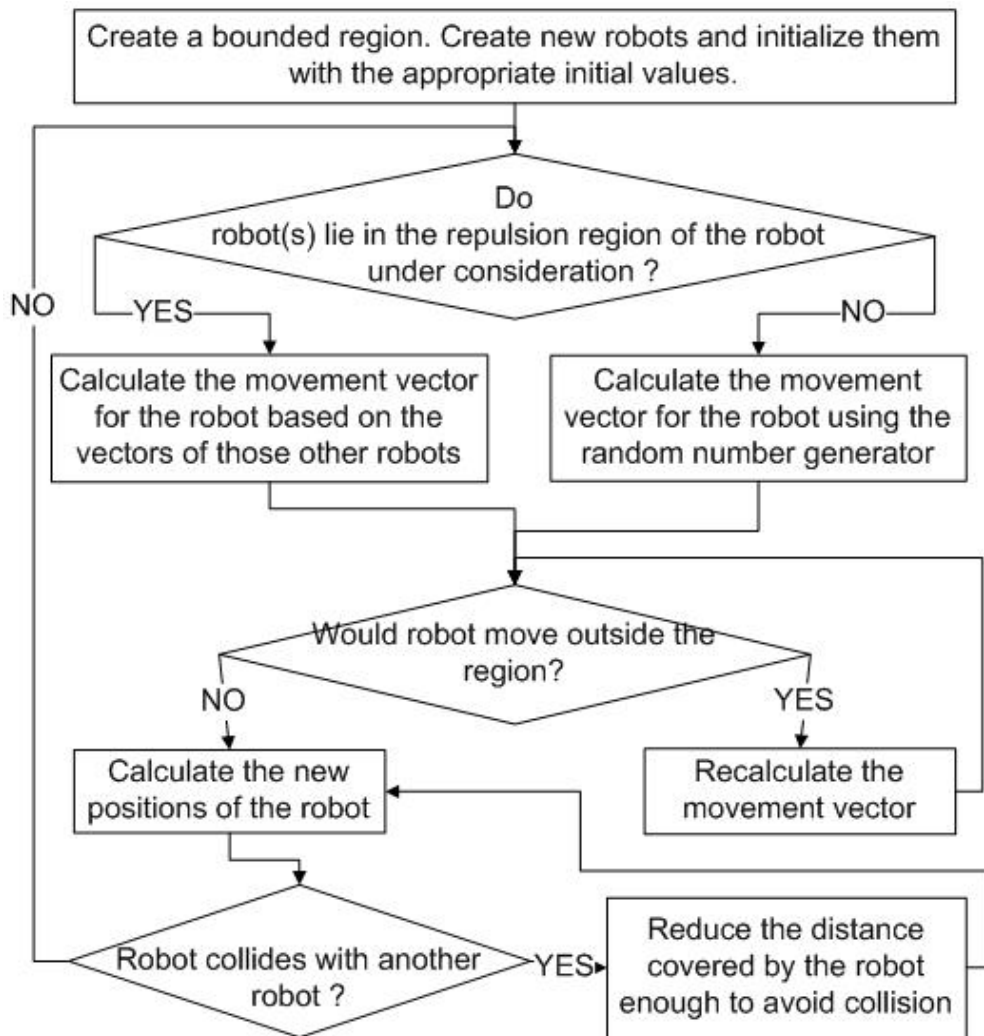 Create a bounded region. Create new robots and initialize them
with the appropriate initial values.
Do
robot(s) lie in the repulsion region of the robot
under consideration ?
NO
YES
NO
Calculate the movement vector
for the robot based on the
vectors of those other robots
Calculate the movement
vector for the robot using the
random number generator
Would robot move outside the
region?
NO
YES
Calculate the new
positions of the robot
Recalculate the
movement vector
Robot collides with another
robot ?
YES
Reduce the distance
covered by the robot
enough to avoid collision